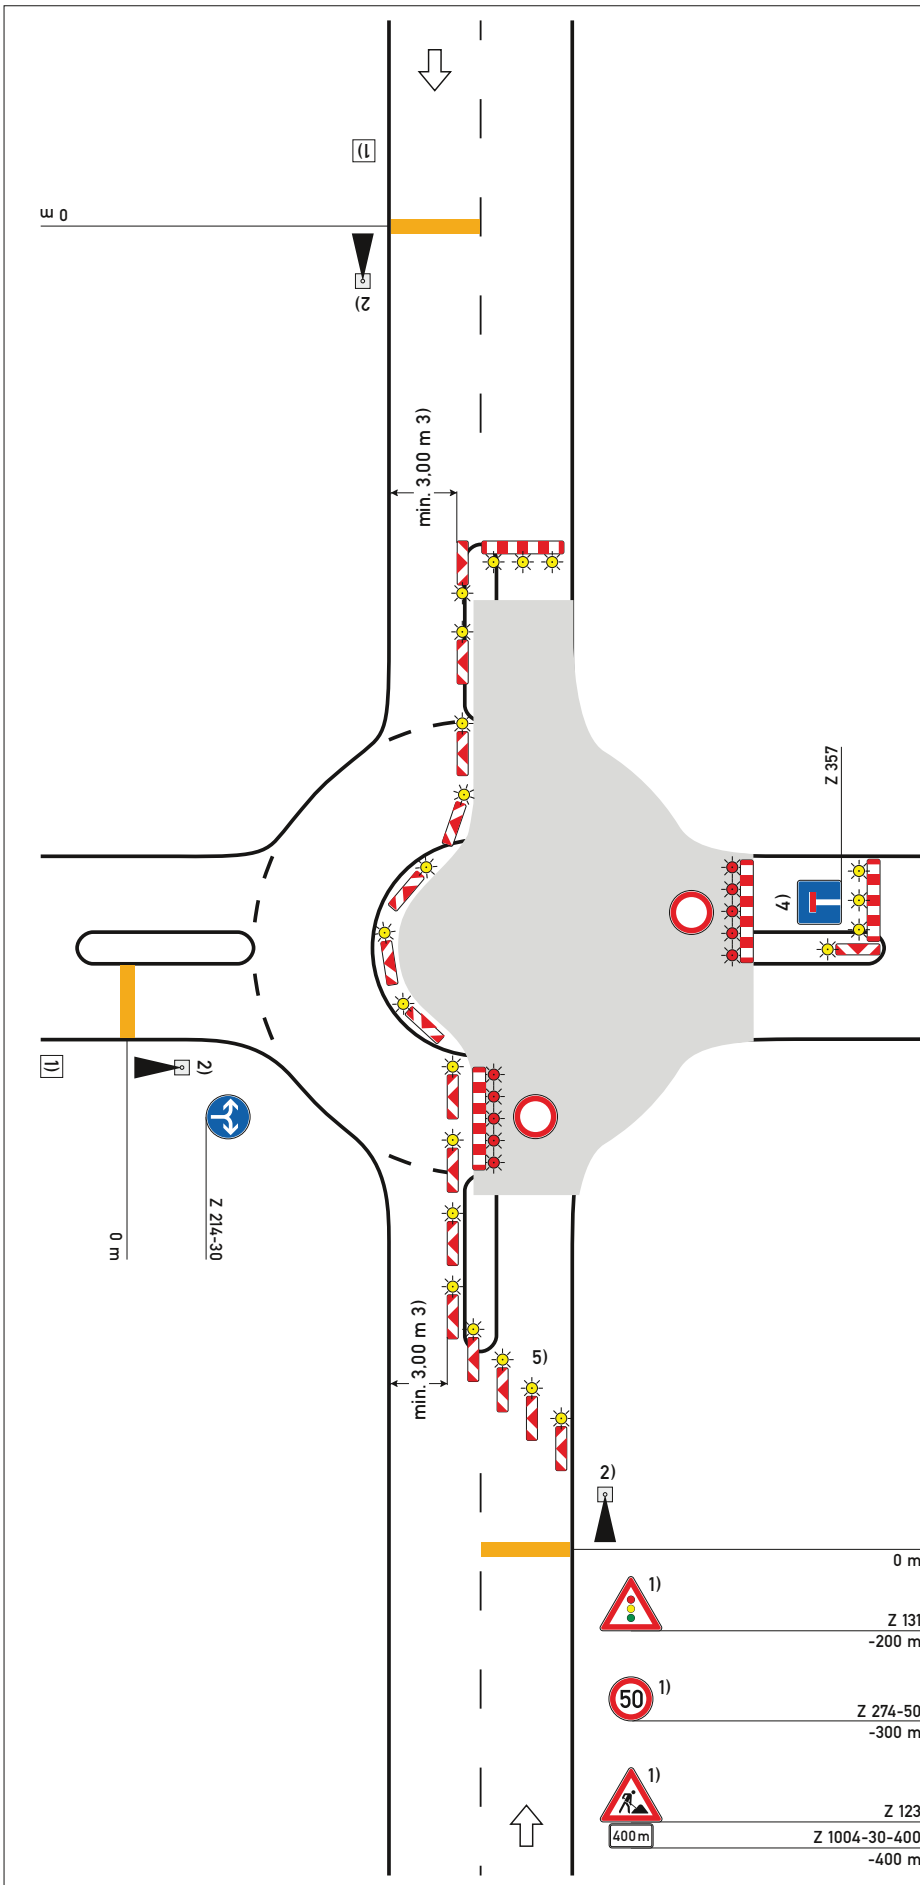 1)
0 m
2)
min. 3,00 m 3)
Z 357
4)
1)
2)
Z 214-30
0 m
min. 3,00 m 3)
5)
2)
0 m
1)
Z 131
-200 m
50
1)
Z 274-50
-300 m
1)
Z 123
400 m
Z 1004-30-400
-400 m